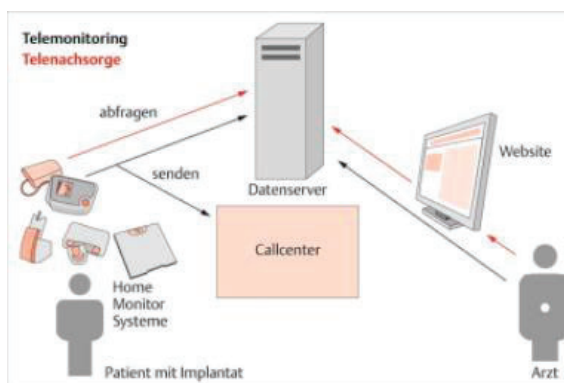 Telemonitoring
Telenachsorge
abfragen
senden
Datenserver
Website
Callcenter
Home
Monitor
Systeme
Patient mit Implantat
Arzt